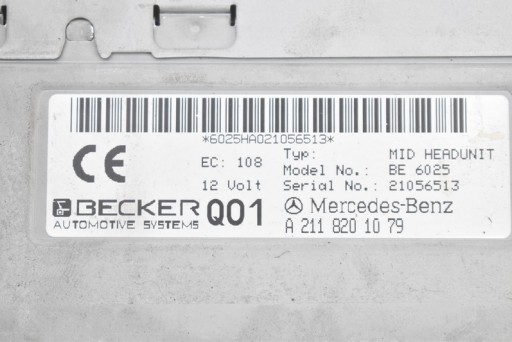 *6025HA021056513*
CE
EC: 108
12 Volt
Typ: MID HEADUNIT
Model No.: BE 6025
Serial No.: 21056513
BECKER
AUTOMOTIVE SYSTEMS
Q01
Mercedes-Benz
A 211 820 10 79